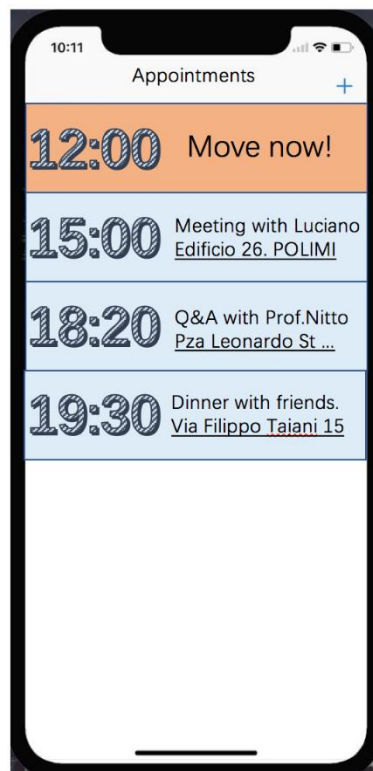 10:11
Appointments
+
12:00 Move now!
15:00 Meeting with Luciano
Edificio 26. POLIMI
18:20 Q&A with Prof.Nitto
Pza Leonardo St ...
19:30 Dinner with friends.
Via Filippo Taiani 15